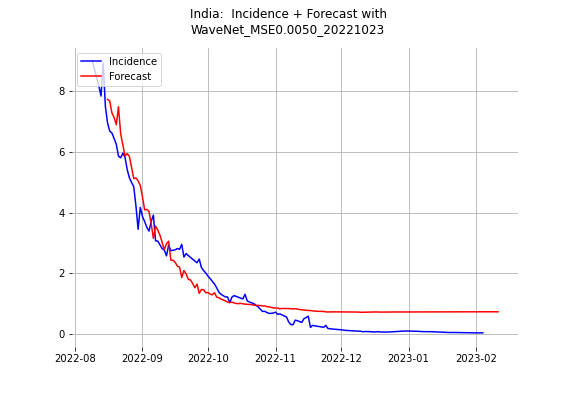 India:  Incidence + Forecast with
WaveNet_MSE0.0050_20221023
Incidence
Forecast
8
6
4
2
0
2022-08 2022-09 2022-10 2022-11 2022-12 2023-01 2023-02